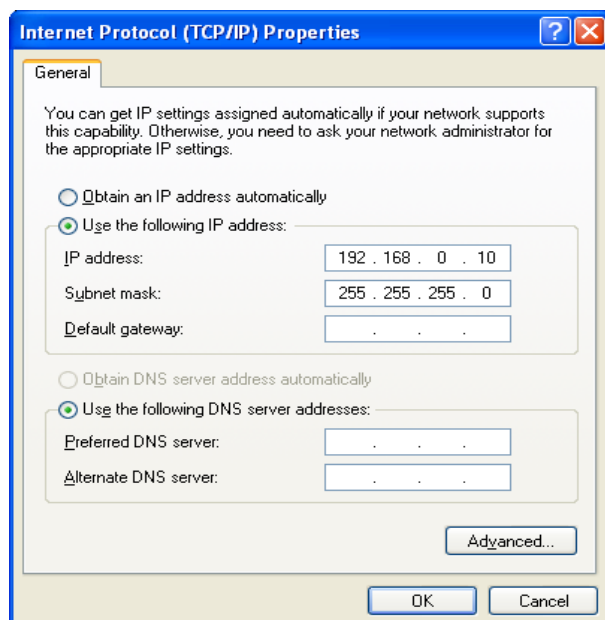 Internet Protocol (TCP/IP) Properties
General
You can get IP settings assigned automatically if your network supports
this capability. Otherwise, you need to ask your network administrator for
the appropriate IP settings.
Obtain an IP address automatically
Use the following IP address:
IP address: 192 . 168 . 0 . 10
Subnet mask: 255 . 255 . 255 . 0
Default gateway: . . .
Obtain DNS server address automatically
Use the following DNS server addresses:
Preferred DNS server: . . .
Alternate DNS server: . . .
Advanced...
OK Cancel